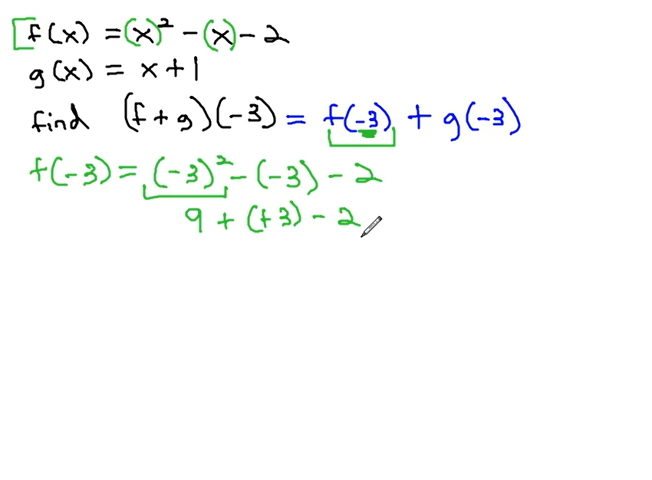 f(x) = (x)² - (x) - 2
g(x) = x + 1
find (f + g)(-3) = f(-3) + g(-3)
f(-3) = (-3)² - (-3) - 2
9 + (+3) - 2